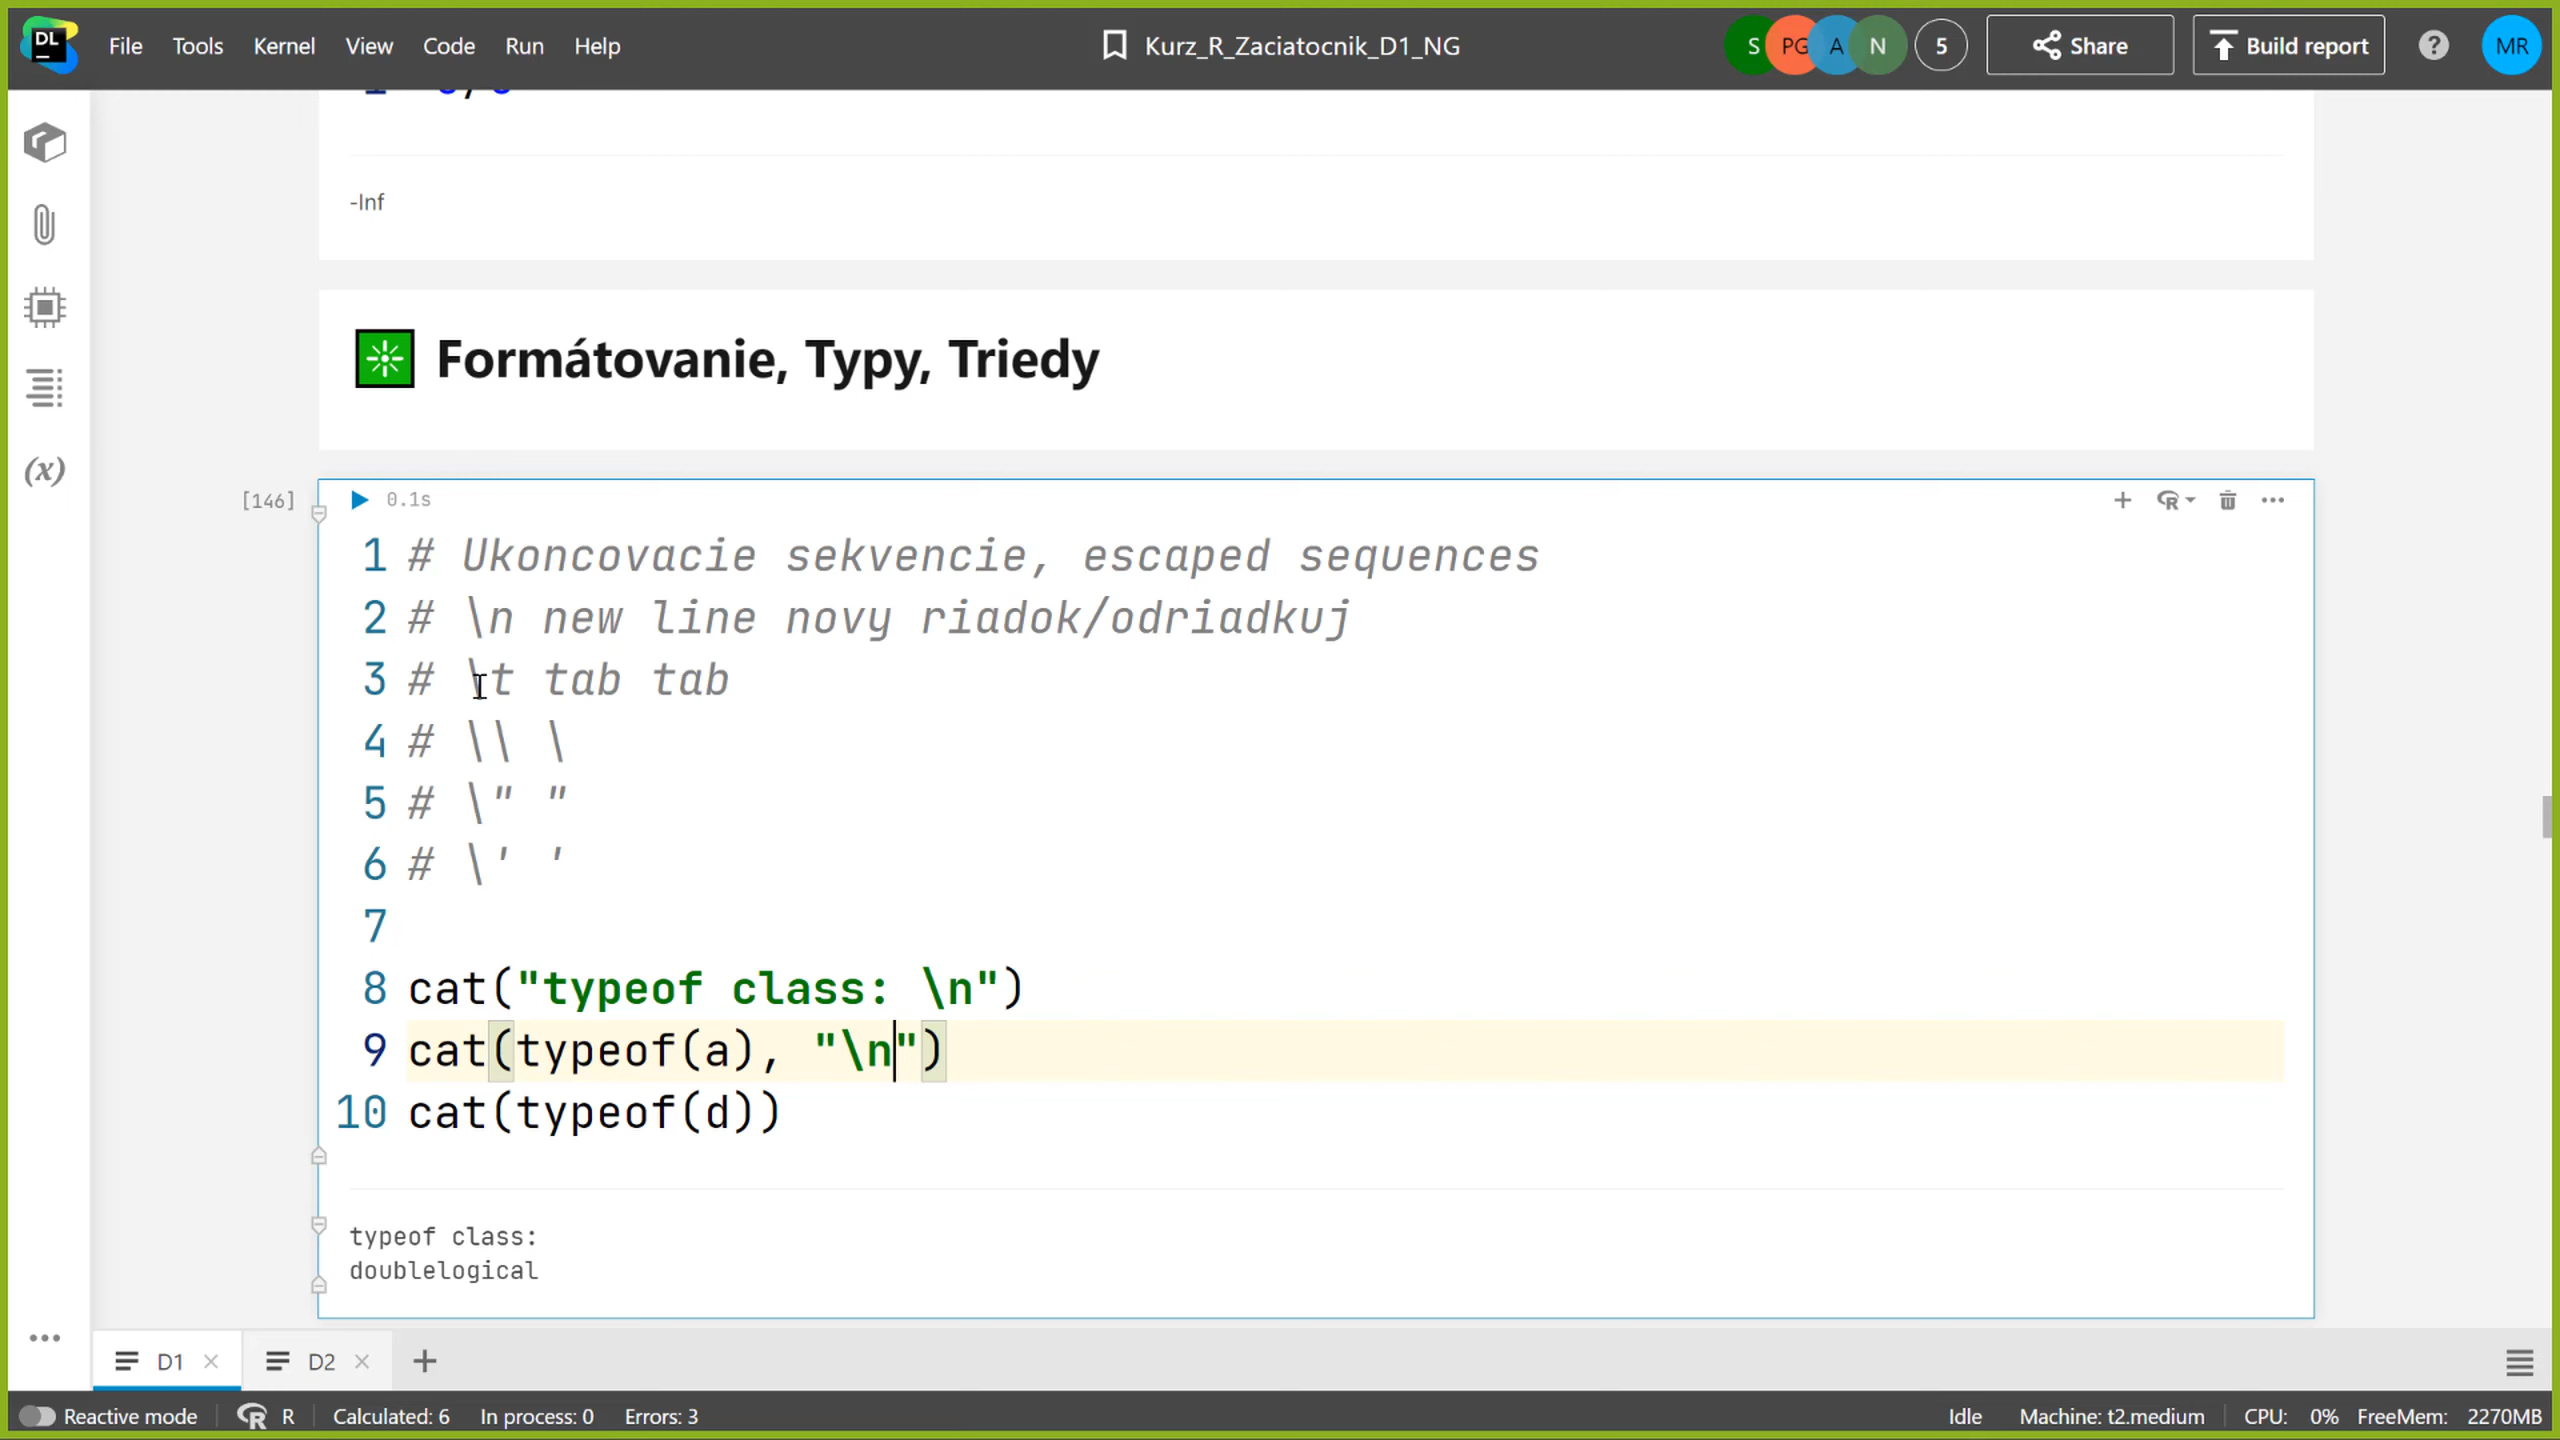 DL File Tools Kernel View Code Run Help Kurz_R_Zaciatocnik_D1_NG S PG A N 5 Share Build report ? MR
-Inf
Formátovanie, Typy, Triedy
[146] 0.1s
1 # Ukoncovacie sekvencie, escaped sequences
2 # \n new line novy riadok/odriadkuj
3 # \t tab tab
4 # \\ \
5 # \" "
6 # \' '
7
8 cat("typeof class: \n")
9 cat(typeof(a), "\n")
10 cat(typeof(d))
typeof class:
doublelogical
(x)
D1 D2
Reactive mode R Calculated: 6 In process: 0 Errors: 3 Idle Machine: t2.medium CPU: 0% FreeMem: 2270MB